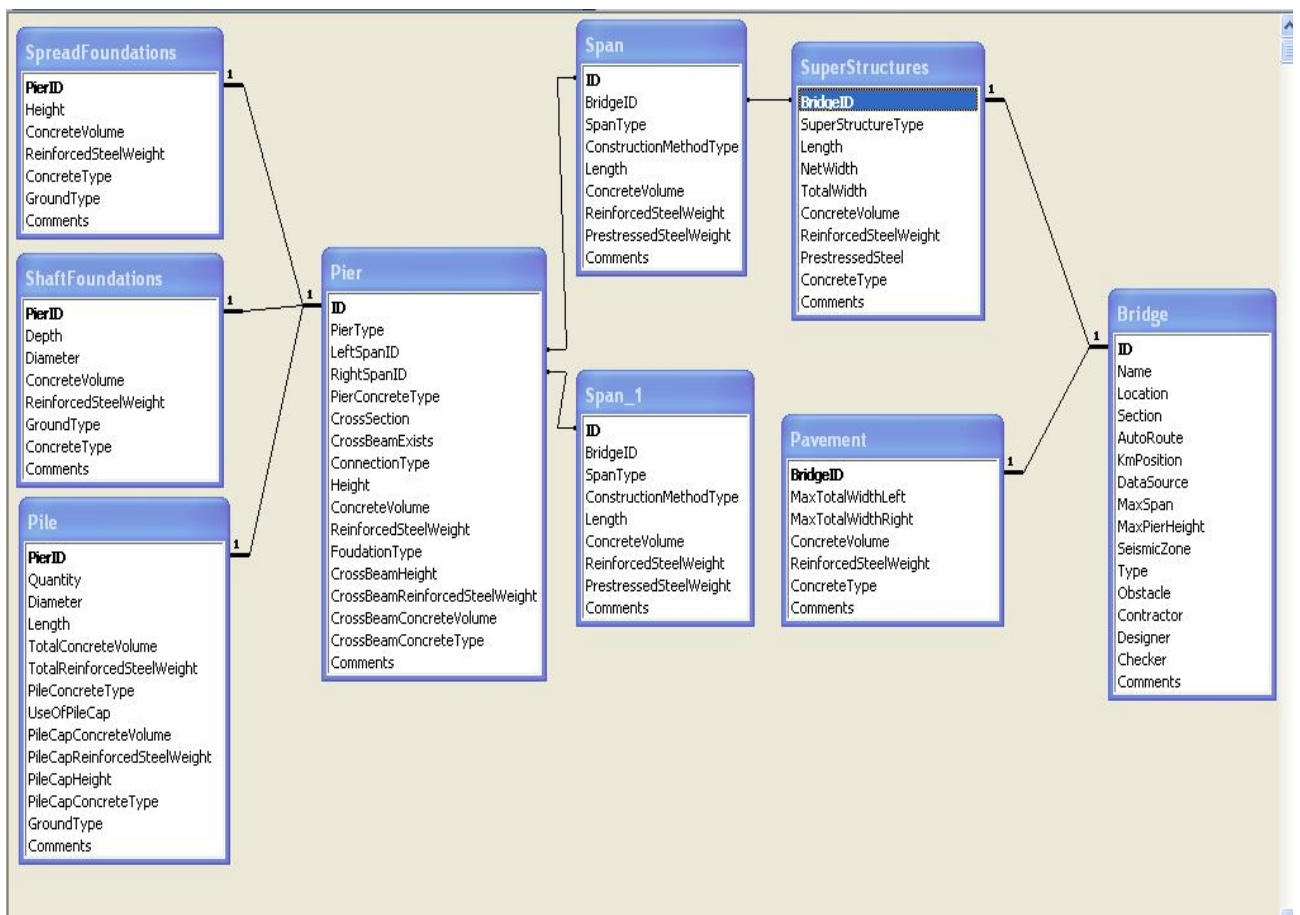 SpreadFoundations
PierID
Height
ConcreteVolume
ReinforcedSteelWeight
ConcreteType
GroundType
Comments
ShaftFoundations
PierID
Depth
Diameter
ConcreteVolume
ReinforcedSteelWeight
GroundType
ConcreteType
Comments
Pile
PierID
Quantity
Diameter
Length
TotalConcreteVolume
TotalReinforcedSteelWeight
PileConcreteType
UseOfPileCap
PileCapConcreteVolume
PileCapReinforcedSteelWeight
PileCapHeight
PileCapConcreteType
GroundType
Comments
1
1
1
1
Pier
ID
PierType
LeftSpanID
RightSpanID
PierConcreteType
CrossSection
CrossBeamExists
ConnectionType
Height
ConcreteVolume
ReinforcedSteelWeight
FoudationType
CrossBeamHeight
CrossBeamReinforcedSteelWeight
CrossBeamConcreteVolume
CrossBeamConcreteType
Comments
Span
ID
BridgeID
SpanType
ConstructionMethodType
Length
ConcreteVolume
ReinforcedSteelWeight
PrestressedSteelWeight
Comments
Span_1
ID
BridgeID
SpanType
ConstructionMethodType
Length
ConcreteVolume
ReinforcedSteelWeight
PrestressedSteelWeight
Comments
SuperStructures
BridgeID
SuperStructureType
Length
NetWidth
TotalWidth
ConcreteVolume
ReinforcedSteelWeight
PrestressedSteel
ConcreteType
Comments
1
Pavement
BridgeID
MaxTotalWidthLeft
MaxTotalWidthRight
ConcreteVolume
ReinforcedSteelWeight
ConcreteType
Comments
1
1
Bridge
ID
Name
Location
Section
AutoRoute
KmPosition
DataSource
MaxSpan
MaxPierHeight
SeismicZone
Type
Obstacle
Contractor
Designer
Checker
Comments